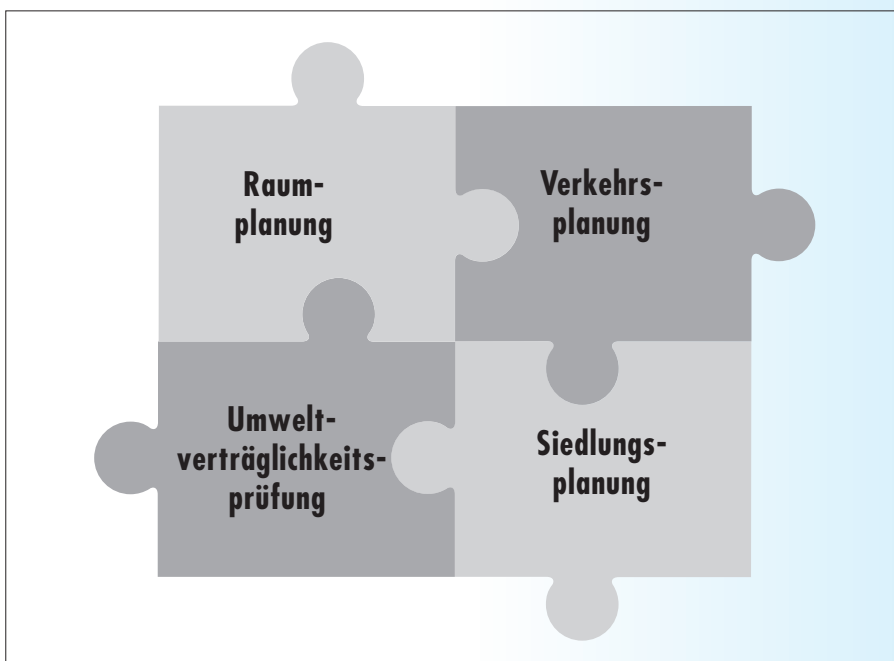 Raum-
planung
Verkehrs-
planung
Umwelt-
verträglichkeits-
prüfung
Siedlungs-
planung